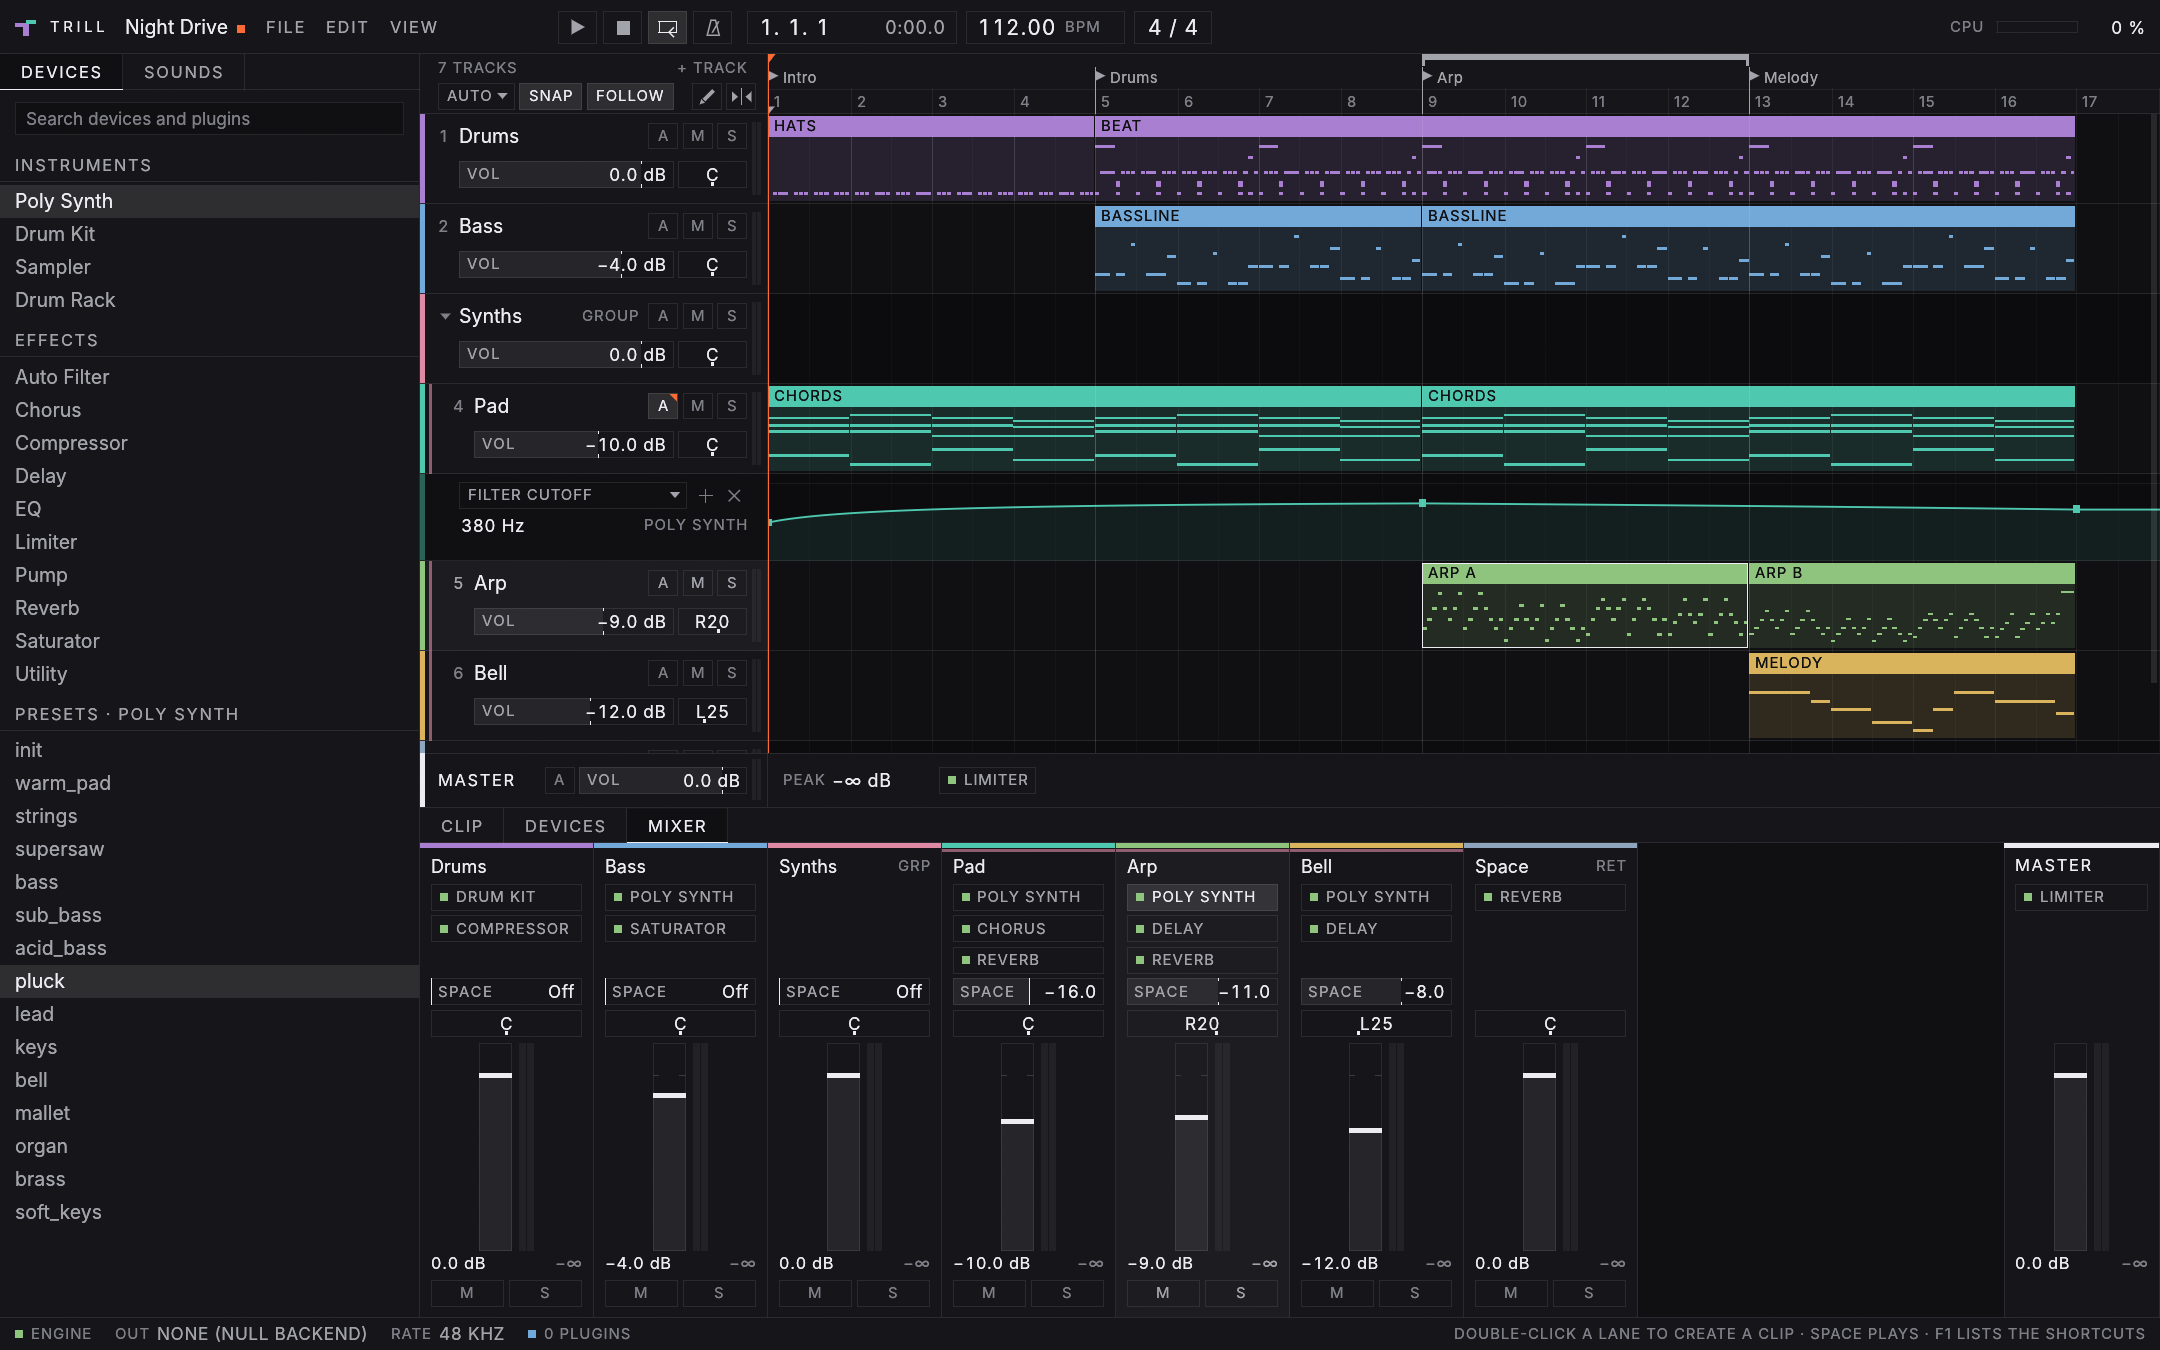 TRILL Night Drive FILE EDIT VIEW 1. 1. 1 0:00.0 112.00 BPM 4 / 4 CPU 0 %
DEVICES SOUNDS
Search devices and plugins
INSTRUMENTS
Poly Synth
Drum Kit
Sampler
Drum Rack
EFFECTS
Auto Filter
Chorus
Compressor
Delay
EQ
Limiter
Pump
Reverb
Saturator
Utility
PRESETS · POLY SYNTH
init
warm_pad
strings
supersaw
bass
sub_bass
acid_bass
pluck
lead
keys
bell
mallet
organ
brass
soft_keys
7 TRACKS + TRACK
AUTO SNAP FOLLOW
Intro Drums Arp Melody
1 2 3 4 5 6 7 8 9 10 11 12 13 14 15 16 17
1 Drums A M S
VOL 0.0 dB C
HATS BEAT
2 Bass A M S
VOL −4.0 dB C
BASSLINE BASSLINE
Synths GROUP A M S
VOL 0.0 dB C
4 Pad A M S
VOL −10.0 dB C
CHORDS CHORDS
FILTER CUTOFF
380 Hz POLY SYNTH
5 Arp A M S
VOL −9.0 dB R20
ARP A ARP B
6 Bell A M S
VOL −12.0 dB L25
MELODY
MASTER A VOL 0.0 dB PEAK −∞ dB LIMITER
CLIP DEVICES MIXER
Drums Bass Synths GRP Pad Arp Bell Space RET MASTER
DRUM KIT POLY SYNTH POLY SYNTH POLY SYNTH POLY SYNTH REVERB LIMITER
COMPRESSOR SATURATOR CHORUS DELAY DELAY
REVERB REVERB
SPACE Off SPACE Off SPACE Off SPACE −16.0 SPACE −11.0 SPACE −8.0
C C C C R20 L25 C
0.0 dB −∞ −4.0 dB −∞ 0.0 dB −∞ −10.0 dB −∞ −9.0 dB −∞ −12.0 dB −∞ 0.0 dB −∞ 0.0 dB −∞
M S M S M S M S M S M S M S
ENGINE OUT NONE (NULL BACKEND) RATE 48 KHZ 0 PLUGINS DOUBLE-CLICK A LANE TO CREATE A CLIP · SPACE PLAYS · F1 LISTS THE SHORTCUTS